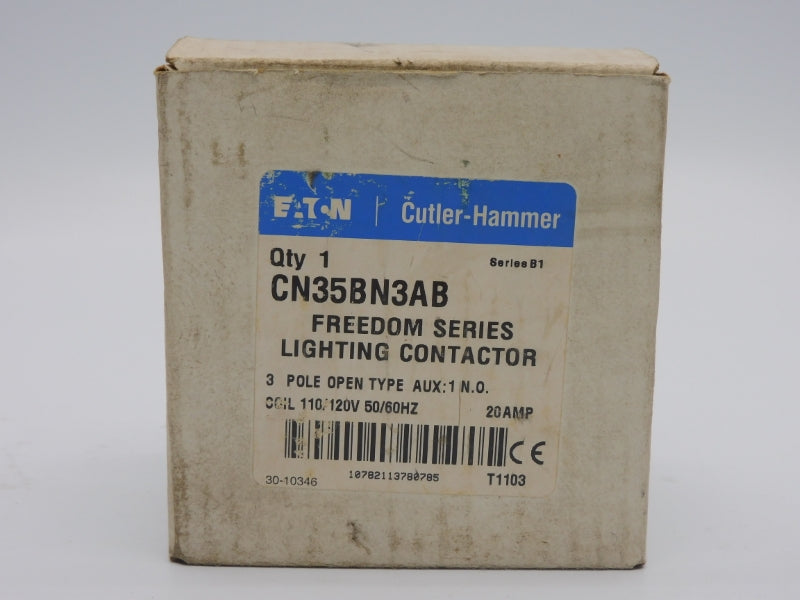 EATON | Cutler-Hammer
Qty 1 Series B1
CN35BN3AB
FREEDOM SERIES
LIGHTING CONTACTOR
3 POLE OPEN TYPE AUX:1 N.O.
COIL 110/120V 50/60HZ 20AMP
CE
30-10346 10782113780785 T1103